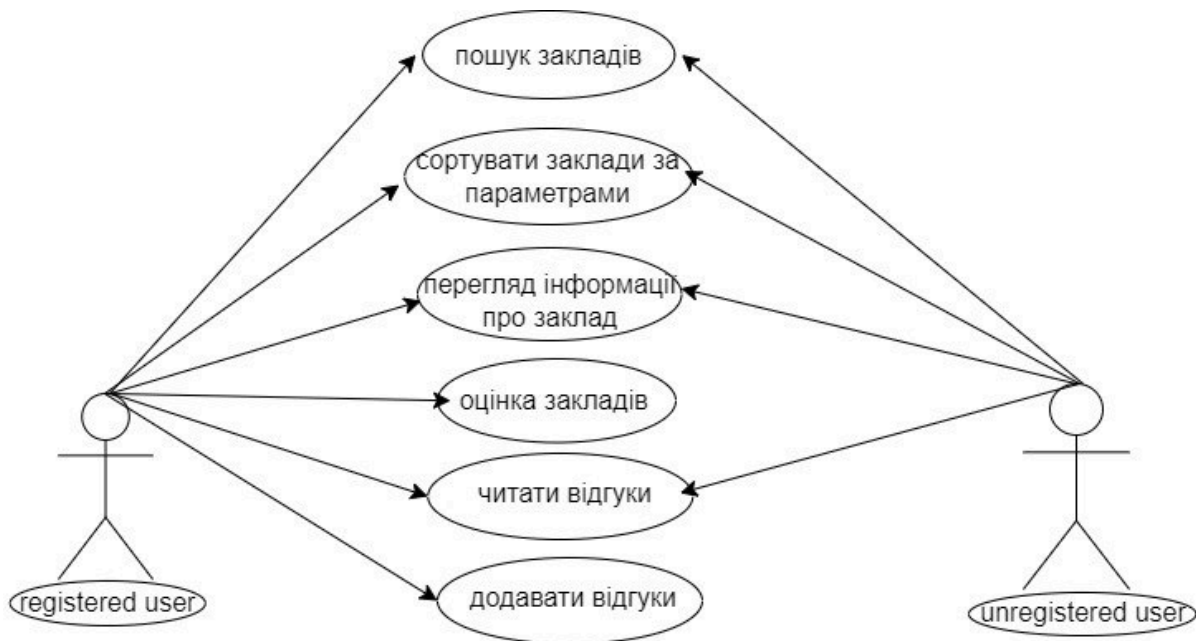 пошук закладів
сортувати заклади за
параметрами
перегляд інформації
про заклад
оцінка закладів
читати відгуки
додавати відгуки
registered user
unregistered user